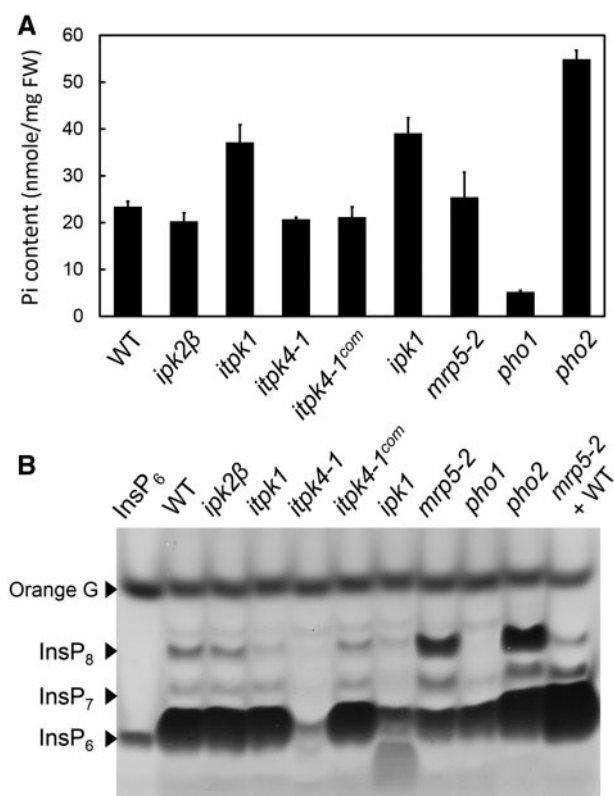 A
Pi content (nmole/mg FW)
60
50
40
30
20
10
0
WT
ipk2β
itpk1
itpk4-1
itpk4-1com
ipk1
mrp5-2
pho1
pho2
B
InsP6
WT
ipk2β
itpk1
itpk4-1
itpk4-1com
ipk1
mrp5-2
pho1
pho2
mrp5-2
+ WT
Orange G
InsP8
InsP7
InsP6